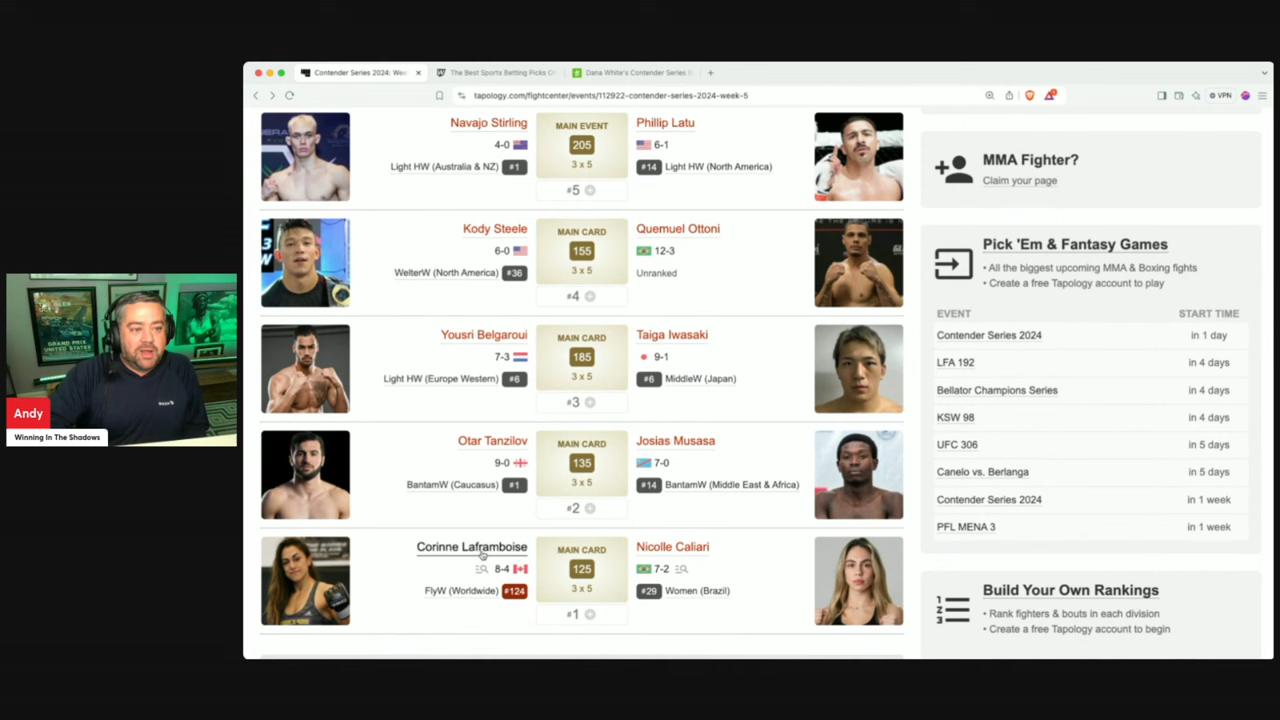 Contender Series 2024: Wee
The Best Sports Betting Picks O
Dana White's Contender Series
tapology.com/fightcenter/events/112922-contender-series-2024-week-5
VPN
Navajo Stirling
4-0
Light HW (Australia & NZ) #1
MAIN EVENT
205
3 x 5
#5
Phillip Latu
6-1
#14 Light HW (North America)
Kody Steele
6-0
WelterW (North America) #36
MAIN CARD
155
3 x 5
#4
Quemuel Ottoni
12-3
Unranked
Yousri Belgaroui
7-3
Light HW (Europe Western) #6
MAIN CARD
185
3 x 5
#3
Taiga Iwasaki
9-1
#6 MiddleW (Japan)
Otar Tanzilov
9-0
BantamW (Caucasus) #1
MAIN CARD
135
3 x 5
#2
Josias Musasa
7-0
#14 BantamW (Middle East & Africa)
Corinne Laframboise
8-4
FlyW (Worldwide) #124
MAIN CARD
125
3 x 5
#1
Nicolle Caliari
7-2
#29 Women (Brazil)
MMA Fighter?
Claim your page
Pick 'Em & Fantasy Games
• All the biggest upcoming MMA & Boxing fights
• Create a free Tapology account to play
EVENT START TIME
Contender Series 2024 in 1 day
LFA 192 in 4 days
Bellator Champions Series in 4 days
KSW 98 in 4 days
UFC 306 in 5 days
Canelo vs. Berlanga in 5 days
Contender Series 2024 in 1 week
PFL MENA 3 in 1 week
Build Your Own Rankings
• Rank fighters & bouts in each division
• Create a free Tapology account to begin
GRAND PRIX
UNITED STATES
Andy
Winning In The Shadows